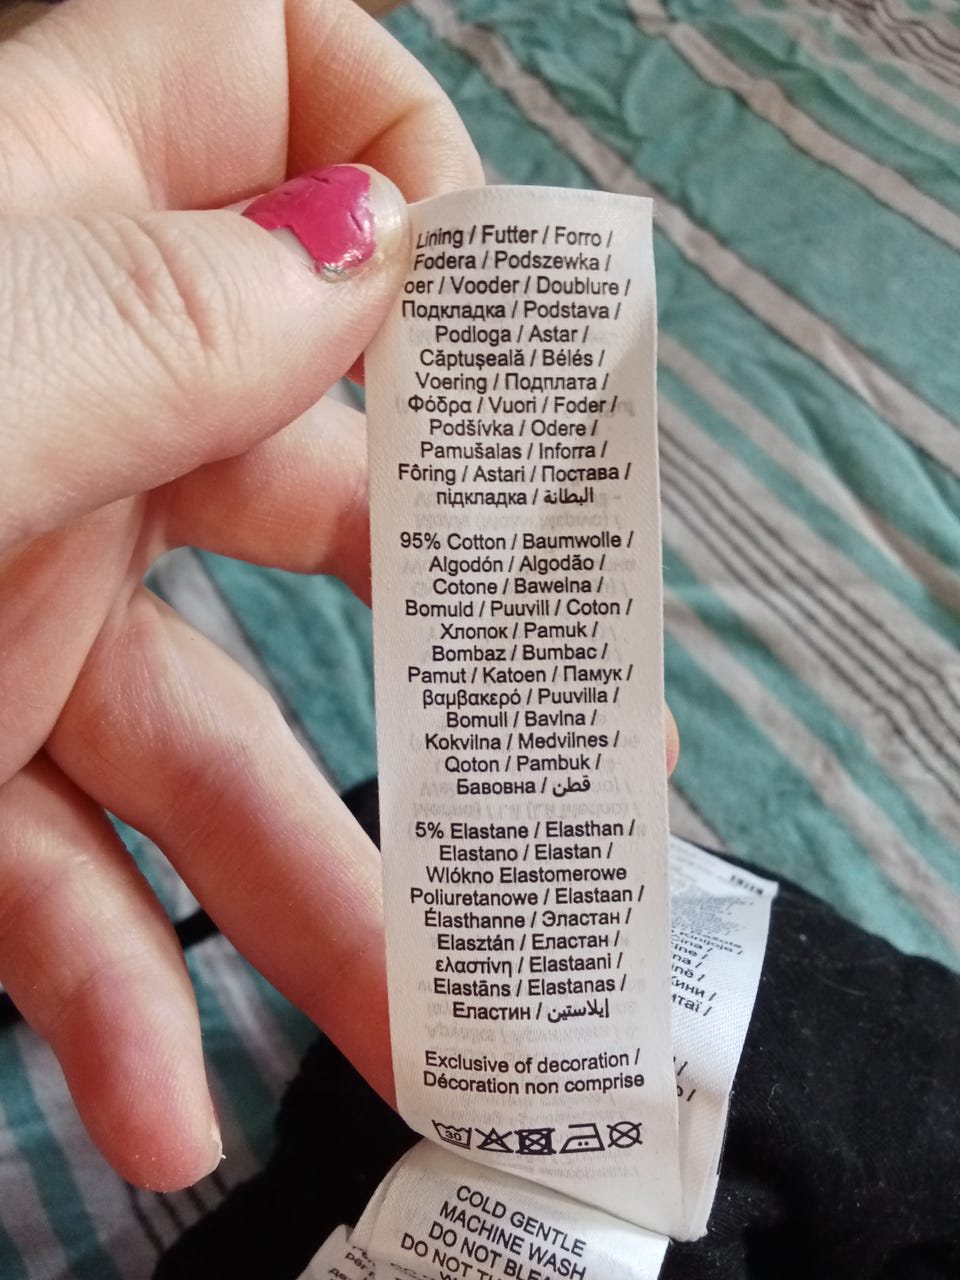 Lining / Futter / Forro /
Fodera / Podszewka /
oer / Vooder / Doublure /
Подкладка / Podstava /
Podloga / Astar /
Căptușeală / Bélés /
Voering / Подплата /
Φόδρα / Vuori / Foder /
Podšívka / Odere /
Pamušalas / Inforra /
Fôring / Astari / Постава /
підкладка / البطانة
95% Cotton / Baumwolle /
Algodón / Algodão /
Cotone / Bawełna /
Bomuld / Puuvill / Coton /
Хлопок / Pamuk /
Bombaz / Bumbac /
Pamut / Katoen / Памук /
βαμβακερό / Puuvilla /
Bomull / Bavlna /
Kokvilna / Medvilnes /
Qoton / Pambuk /
Бавовна / قطن
5% Elastane / Elasthan /
Elastano / Elastan /
Wlókno Elastomerowe
Poliuretanowe / Elastaan /
Élasthanne / Эластан /
Elasztán / Еластан /
ελαστίνη / Elastaani /
Elastāns / Elastanas /
Еластин / إيلاستين
Exclusive of decoration /
Décoration non comprise
30
COLD GENTLE
MACHINE WASH
DO NOT BLEA
DO NOT